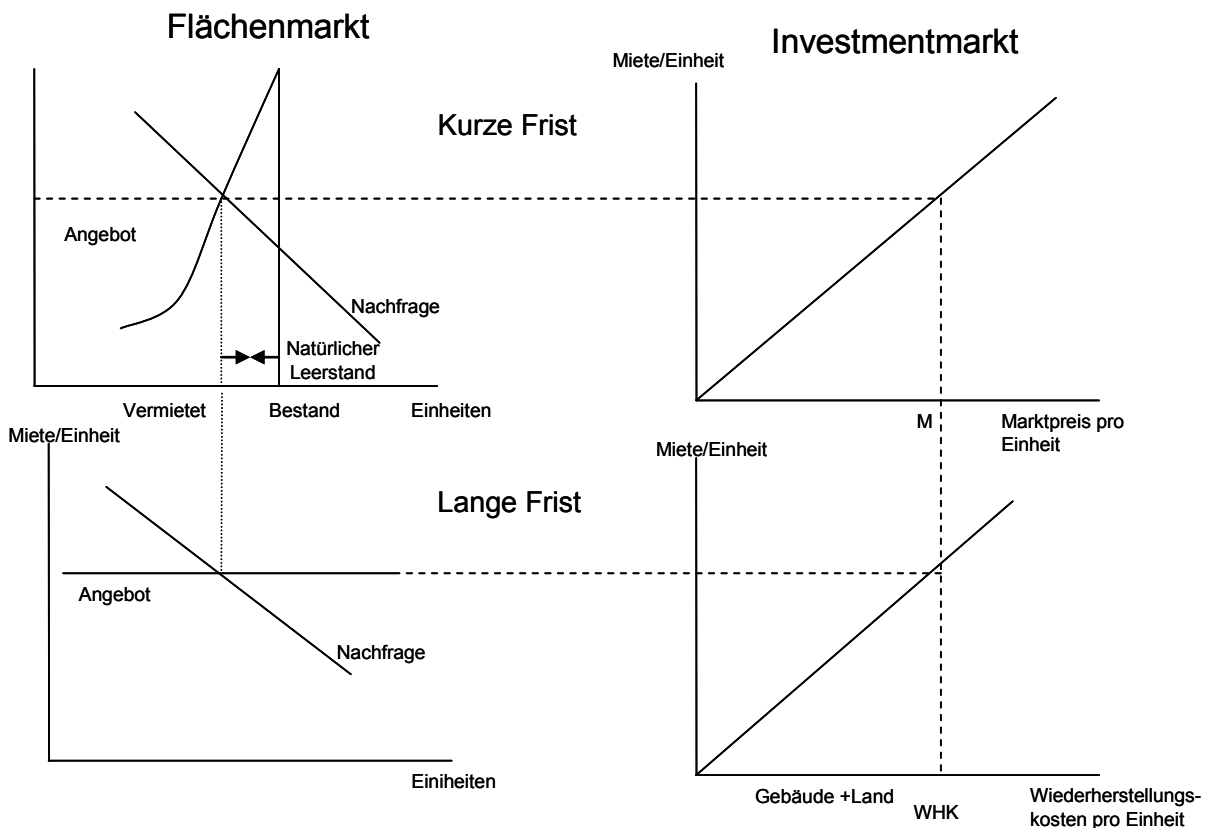 Flächenmarkt
Investmentmarkt
Miete/Einheit
Kurze Frist
Angebot
Nachfrage
Natürlicher
Leerstand
Vermietet
Bestand
Einheiten
M
Marktpreis pro
Einheit
Miete/Einheit
Miete/Einheit
Lange Frist
Angebot
Nachfrage
Einiheiten
Gebäude +Land
WHK
Wiederherstellungs-
kosten pro Einheit